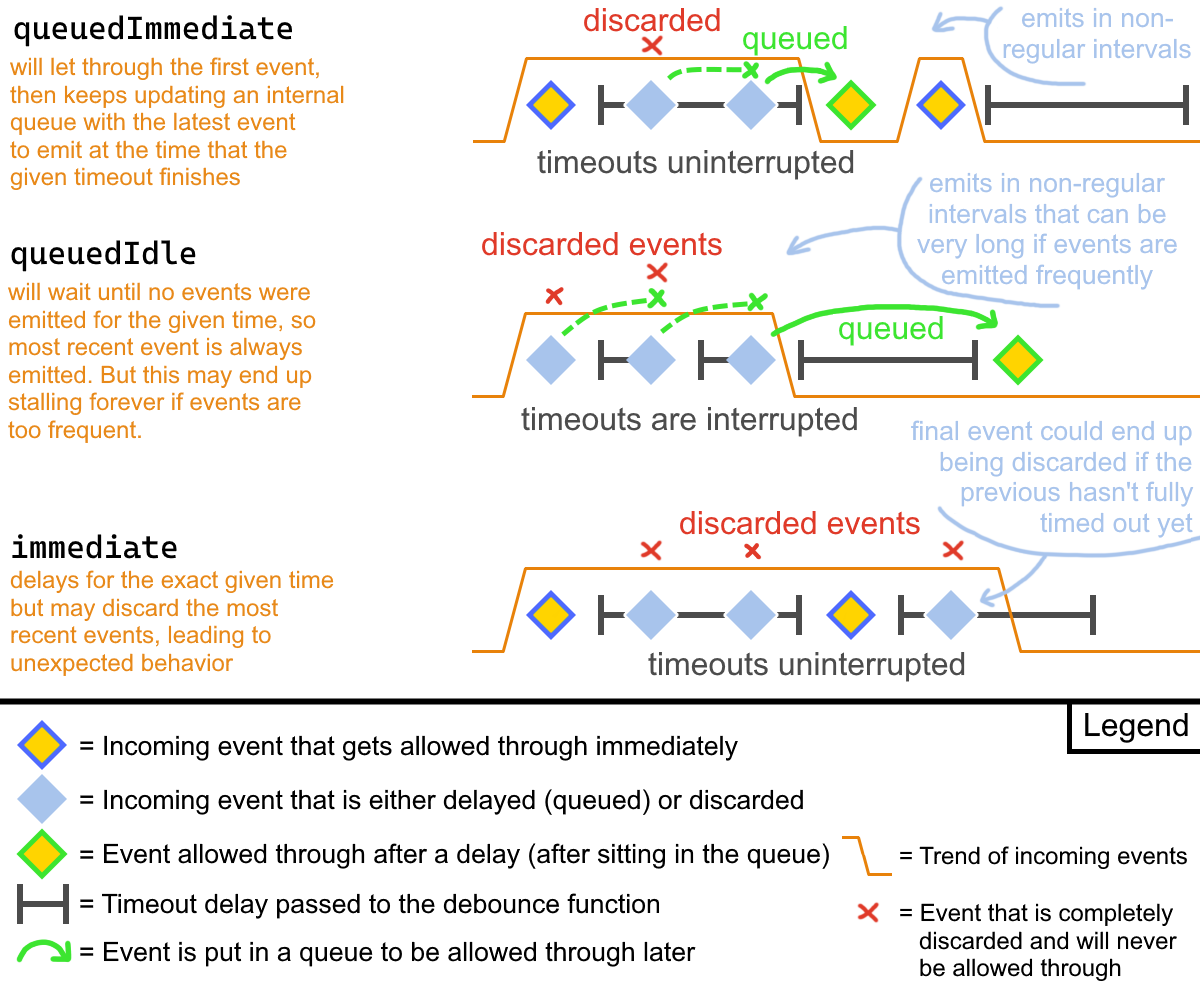 queuedImmediate
will let through the first event,
then keeps updating an internal
queue with the latest event
to emit at the time that the
given timeout finishes
discarded
queued
emits in non-
regular intervals
timeouts uninterrupted
queuedIdle
will wait until no events were
emitted for the given time, so
most recent event is always
emitted. But this may end up
stalling forever if events are
too frequent.
discarded events
emits in non-regular
intervals that can be
very long if events are
emitted frequently
queued
timeouts are interrupted
immediate
delays for the exact given time
but may discard the most
recent events, leading to
unexpected behavior
final event could end up
being discarded if the
previous hasn't fully
timed out yet
discarded events
timeouts uninterrupted
Legend
= Incoming event that gets allowed through immediately
= Incoming event that is either delayed (queued) or discarded
= Event allowed through after a delay (after sitting in the queue)
= Timeout delay passed to the debounce function
= Event is put in a queue to be allowed through later
= Trend of incoming events
= Event that is completely
discarded and will never
be allowed through